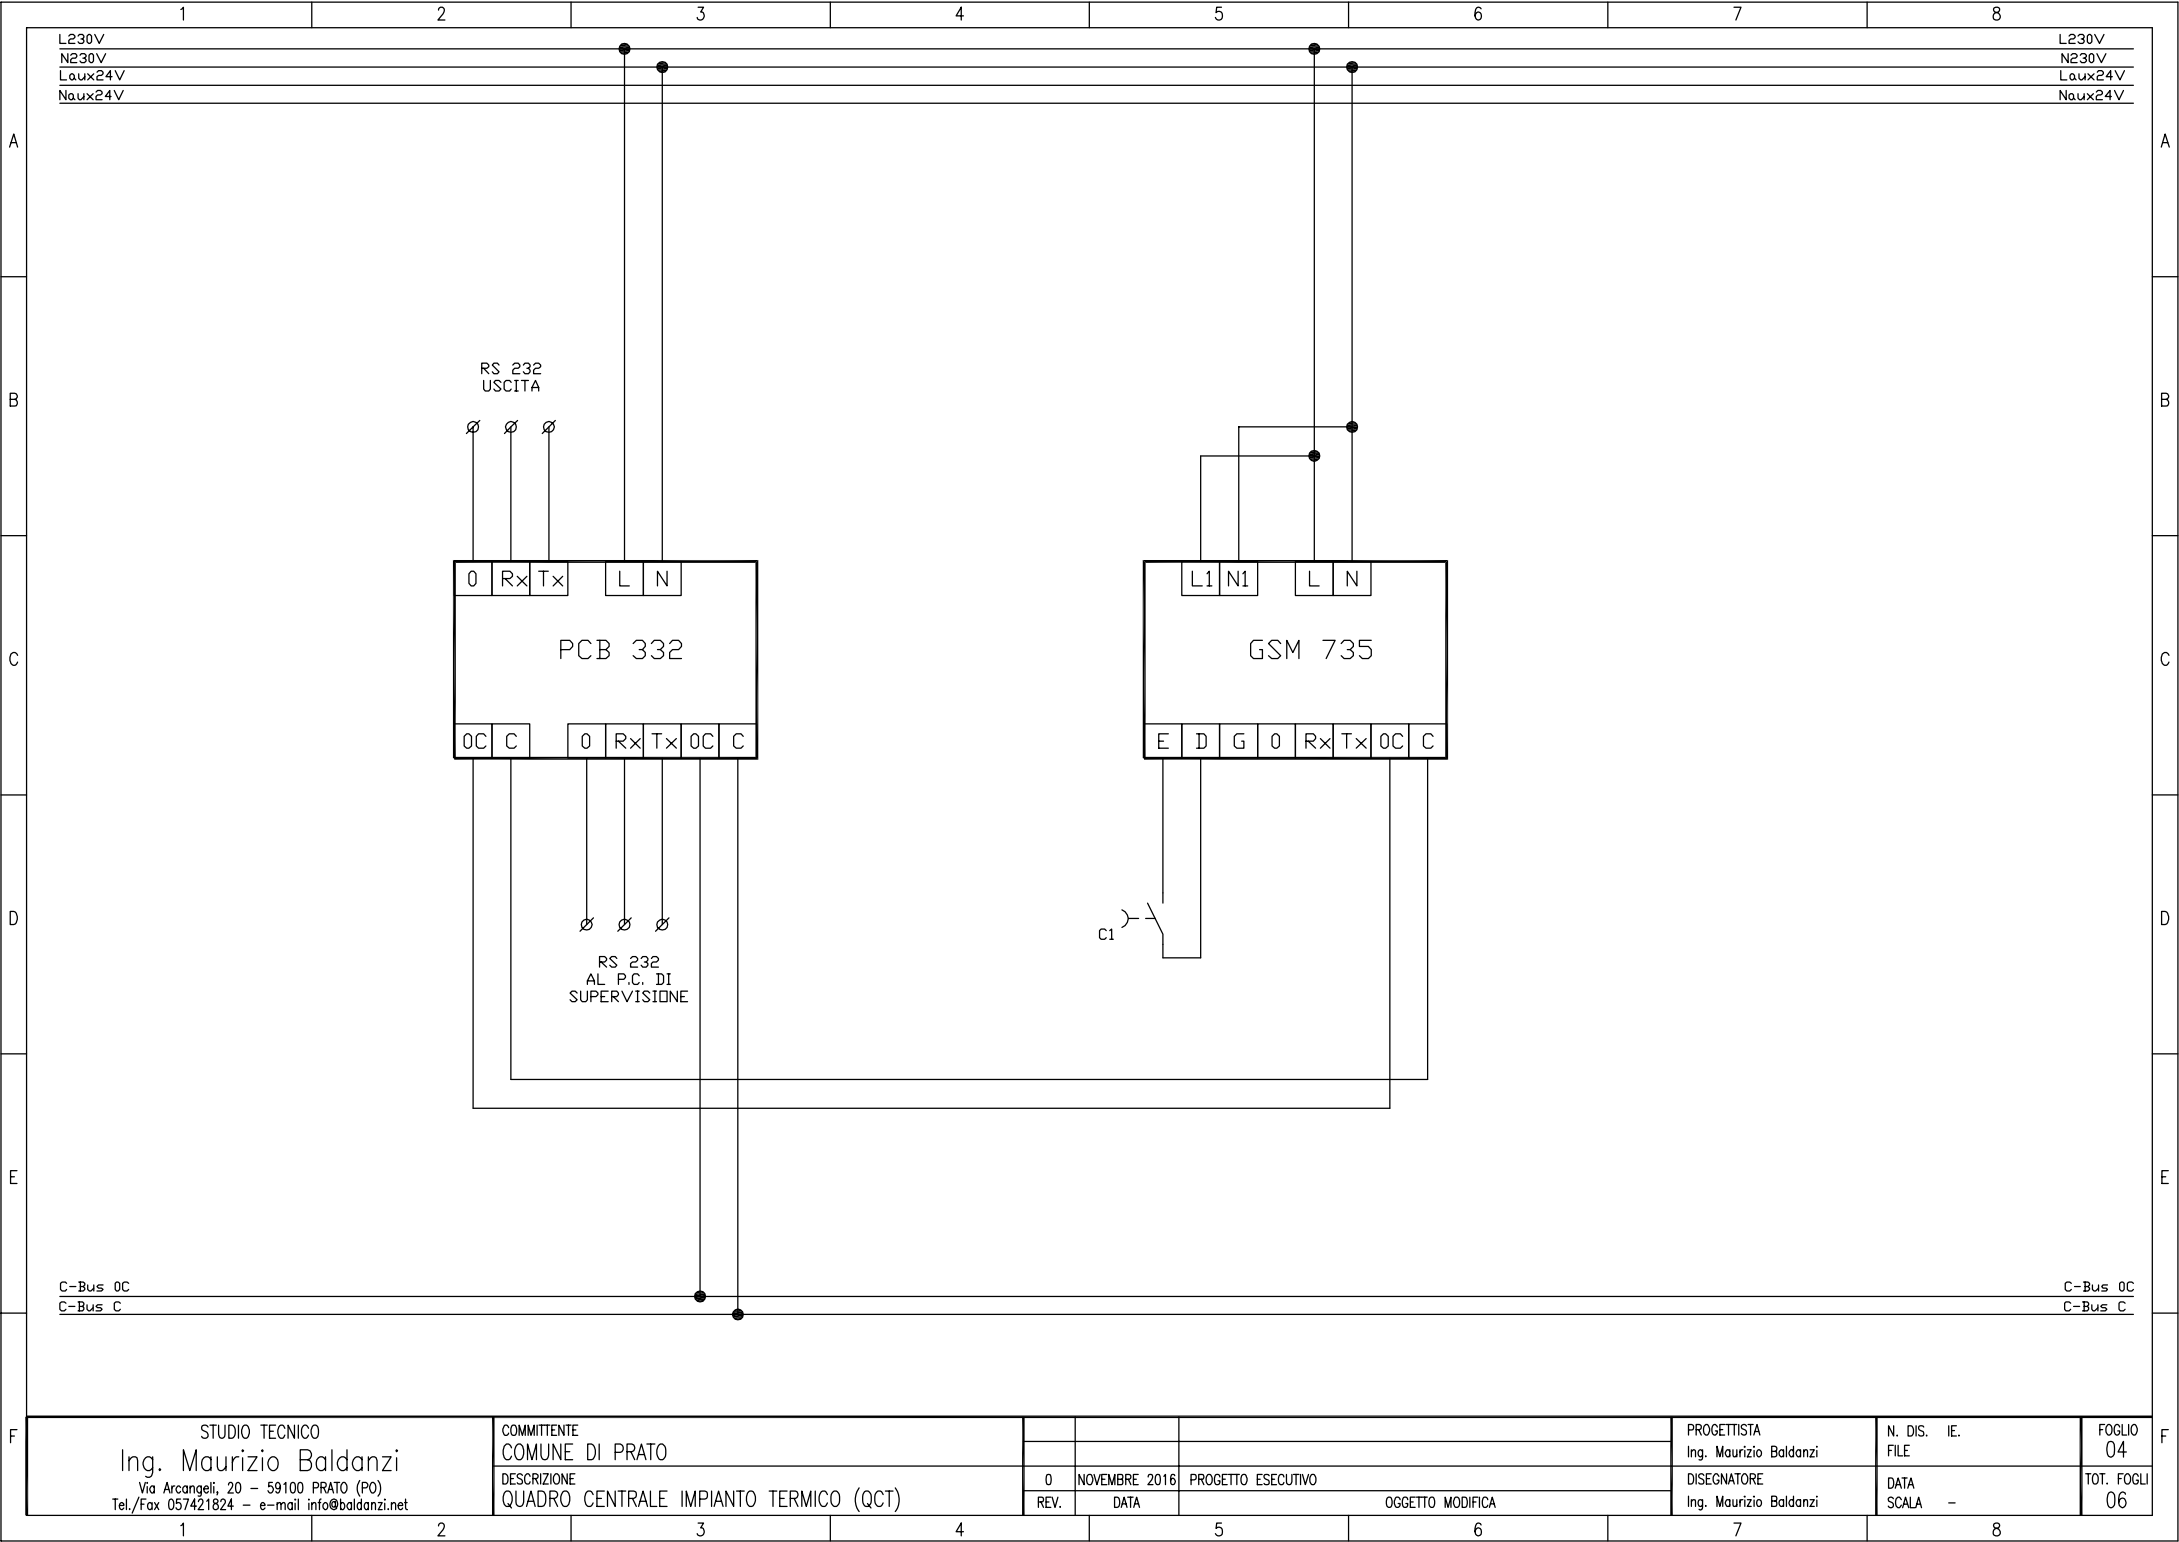 1 2 3 4 5 6 7 8
L230V L230V
N230V N230V
Laux24V Laux24V
Naux24V Naux24V
A A
RS 232
USCITA
B B
0 Rx Tx L N
L1 N1 L N
PCB 332
GSM 735
C C
0C C 0 Rx Tx 0C C
E D G 0 Rx Tx 0C C
D D
C1
RS 232
AL P.C. DI
SUPERVISIONE
E E
C-Bus 0C C-Bus 0C
C-Bus C C-Bus C
F F
STUDIO TECNICO
Ing. Maurizio Baldanzi
Via Arcangeli, 20 – 59100 PRATO (PO)
Tel./Fax 057421824 – e-mail info@baldanzi.net
COMMITTENTE
COMUNE DI PRATO
DESCRIZIONE
QUADRO CENTRALE IMPIANTO TERMICO (QCT)
0 NOVEMBRE 2016 PROGETTO ESECUTIVO
REV. DATA OGGETTO MODIFICA
PROGETTISTA
Ing. Maurizio Baldanzi
DISEGNATORE
Ing. Maurizio Baldanzi
N. DIS. IE.
FILE
DATA
SCALA –
FOGLIO
04
TOT. FOGLI
06
1 2 3 4 5 6 7 8